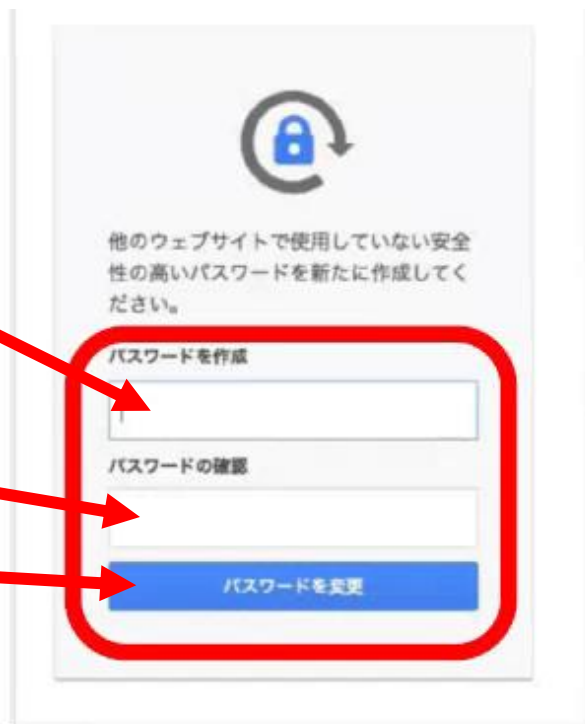 他のウェブサイトで使用していない安全
性の高いパスワードを新たに作成してく
ださい。
パスワードを作成
パスワードの確認
パスワードを変更